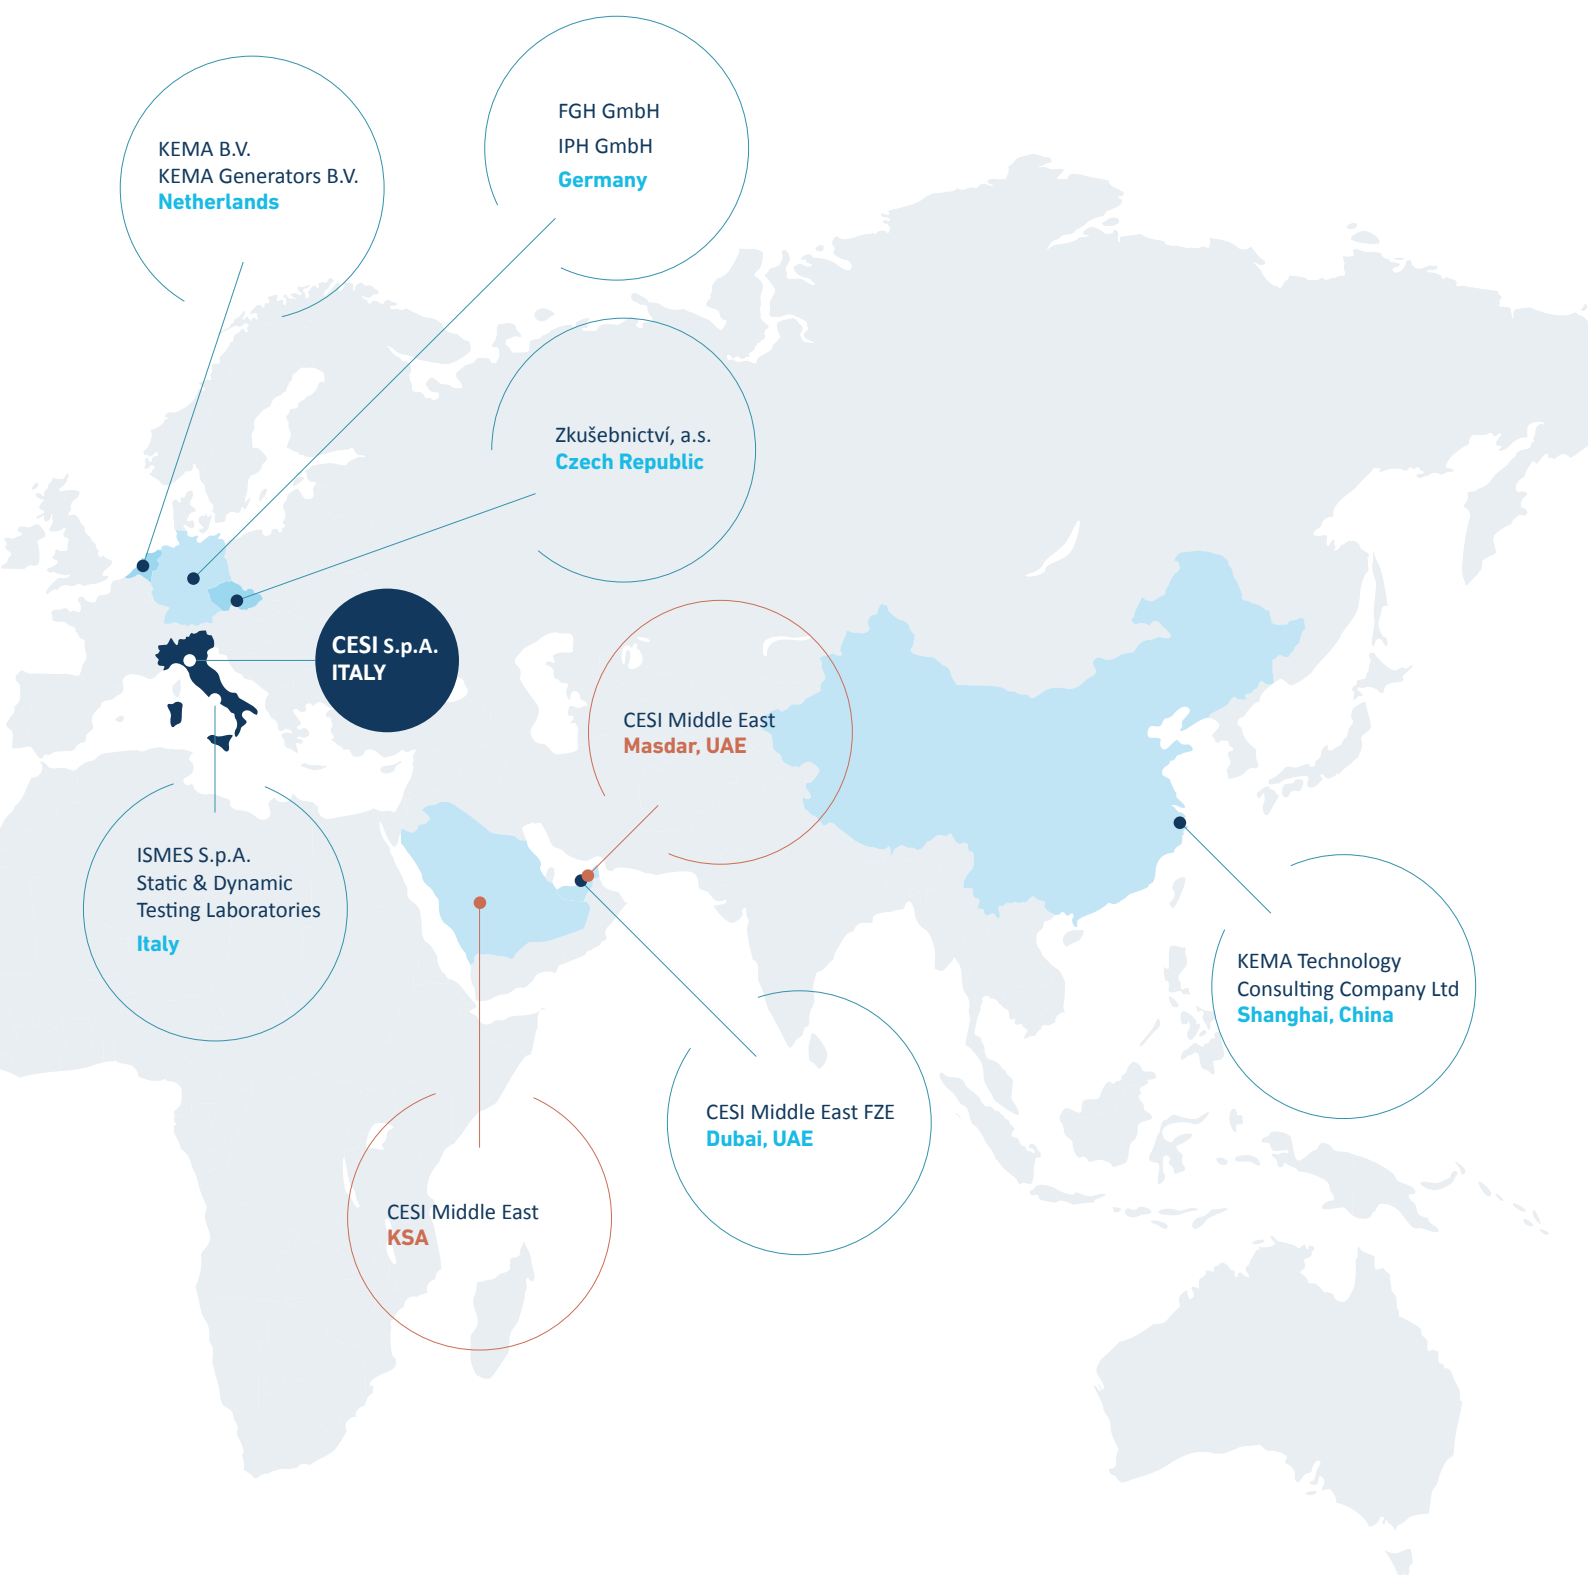 FGH GmbH
IPH GmbH
Germany
KEMA B.V.
KEMA Generators B.V.
Netherlands
Zkušebnictví, a.s.
Czech Republic
CESI S.p.A.
ITALY
CESI Middle East
Masdar, UAE
ISMES S.p.A.
Static & Dynamic
Testing Laboratories
Italy
KEMA Technology
Consulting Company Ltd
Shanghai, China
CESI Middle East FZE
Dubai, UAE
CESI Middle East
KSA